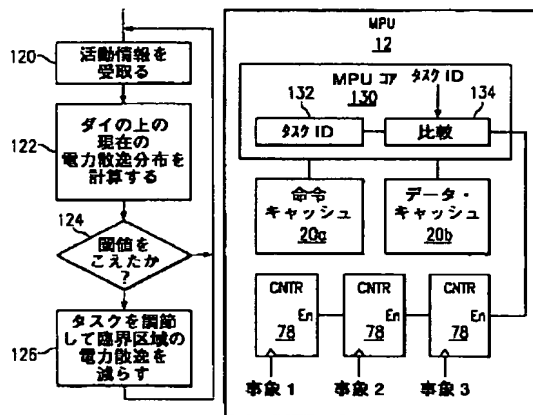 120
活動情報を
受取る
122
ダイの上の
現在の
電力散逸分布を
計算する
124
閾値を
こえたか
?
126
タスクを調節
して臨界区域の
電力散逸を
減らす
MPU
12
MPU コア
130
タスク ID
132
134
タスク ID
比較
命令
キャッシュ
20a
データ・
キャッシュ
20b
CNTR
En
78
CNTR
En
78
CNTR
En
78
事象 1
事象 2
事象 3